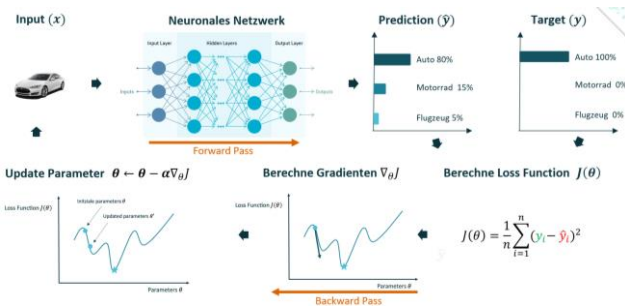 Input (x)
Neuronales Netzwerk
Prediction (ŷ)
Target (y)
Input Layer
Hidden Layers
Output Layer
Inputs
Outputs
Auto 80%
Motorrad 15%
Flugzeug 5%
Auto 100%
Motorrad 0%
Flugzeug 0%
Forward Pass
Update Parameter θ ← θ − α∇θJ
Berechne Gradienten ∇θJ
Berechne Loss Function J(θ)
Loss Function J(θ)
Initiale parameters θ
Updated parameters θ'
Parameters θ
Loss Function J(θ)
Parameters θ
J(θ) = 1/n ∑ i=1 n (yi − ŷi)²
Backward Pass